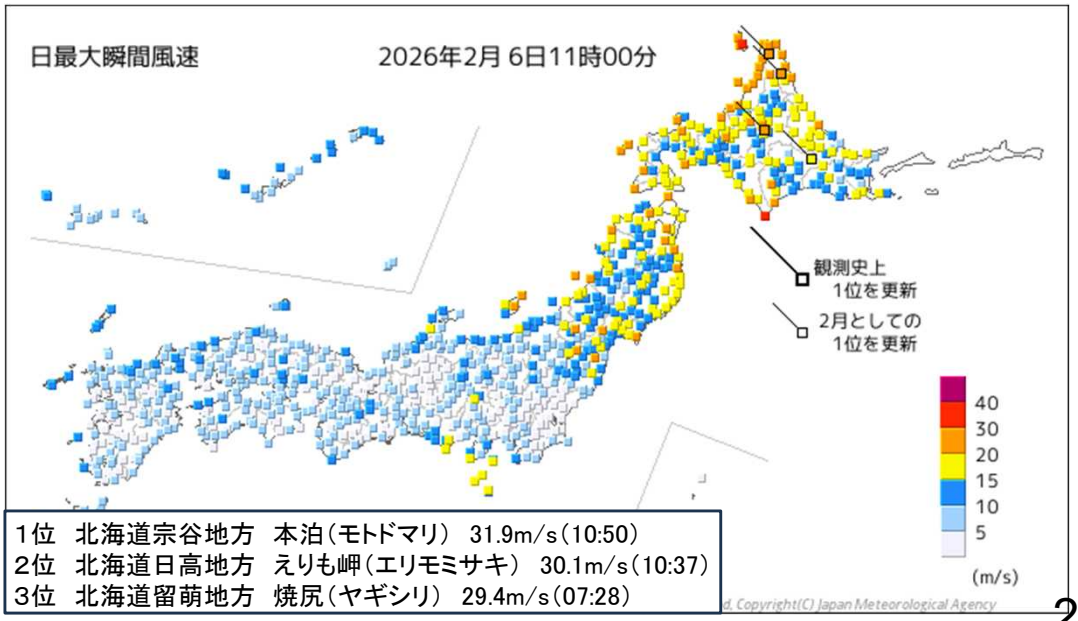 日最大瞬間風速
2026年2月 6日11時00分
観測史上
1位を更新
2月としての
1位を更新
40
30
20
15
10
5
(m/s)
1位 北海道宗谷地方 本泊(モトドマリ) 31.9m/s(10:50)
2位 北海道日高地方 えりも岬(エリモミサキ) 30.1m/s(10:37)
3位 北海道留萌地方 焼尻(ヤギシリ) 29.4m/s(07:28)
d, Copyright(C) Japan Meteorological Agency
2